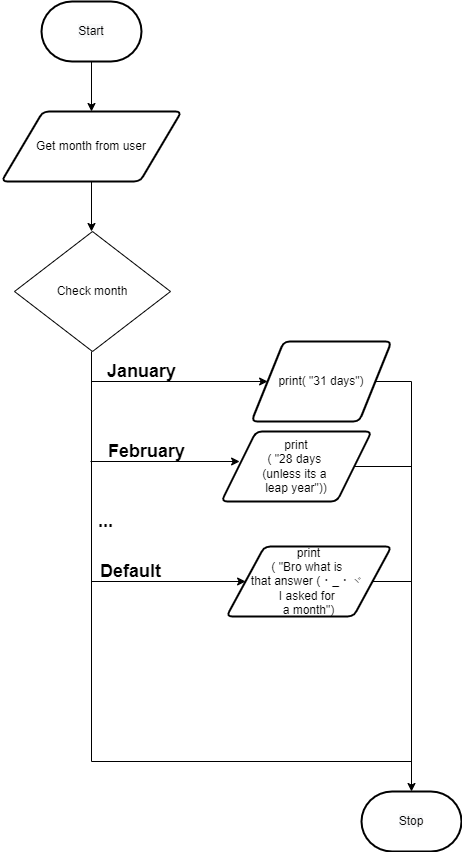 Start
Get month from user
Check month
January
print( "31 days")
February
print
( "28 days
(unless its a
leap year"))
...
Default
print
( "Bro what is
that answer (・_・ヾ
I asked for
a month")
Stop